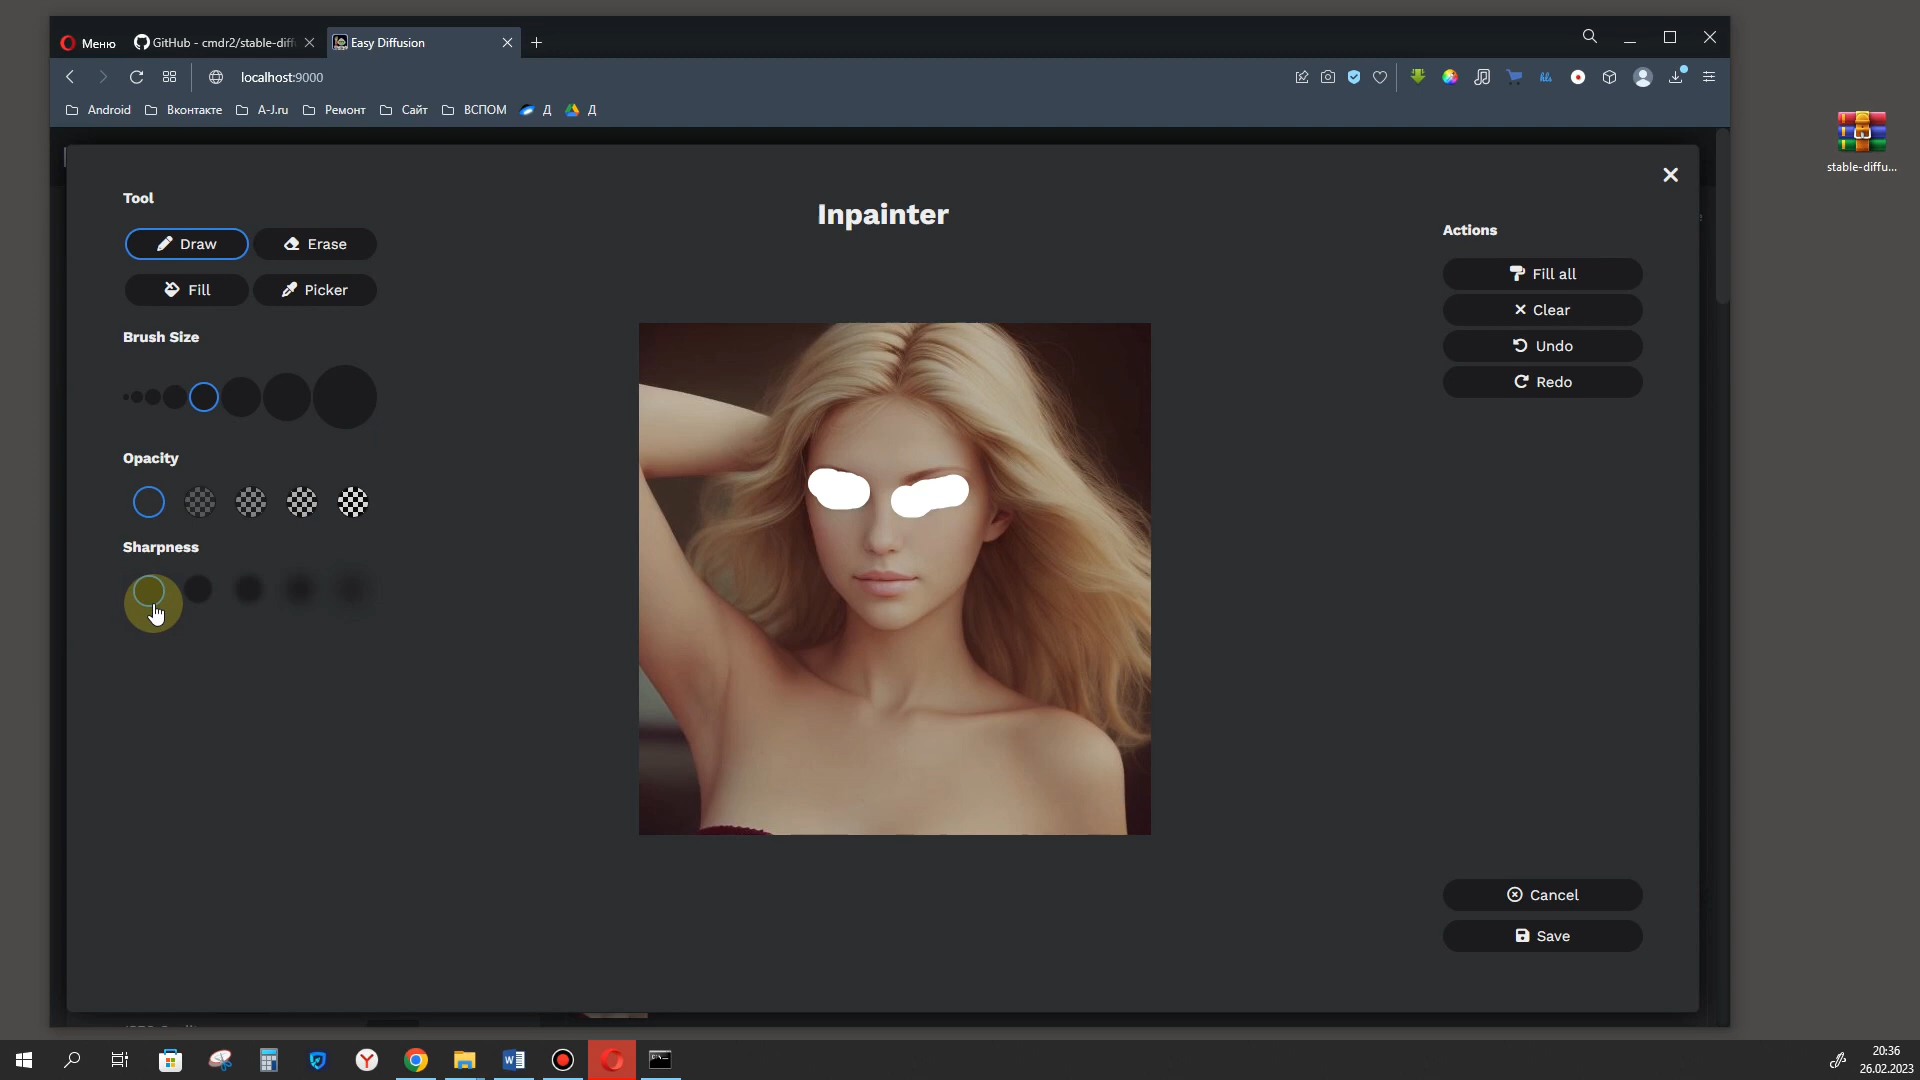 Меню
GitHub - cmdr2/stable-diff
Easy Diffusion
localhost:9000
Android
Вконтакте
A-J.ru
Ремонт
Сайт
ВСПОМ
Д
Д
stable-diffu...
Tool
Inpainter
Actions
Draw
Erase
Fill all
Fill
Picker
Clear
Brush Size
Undo
Redo
Opacity
Sharpness
Cancel
Save
20:36
26.02.2023